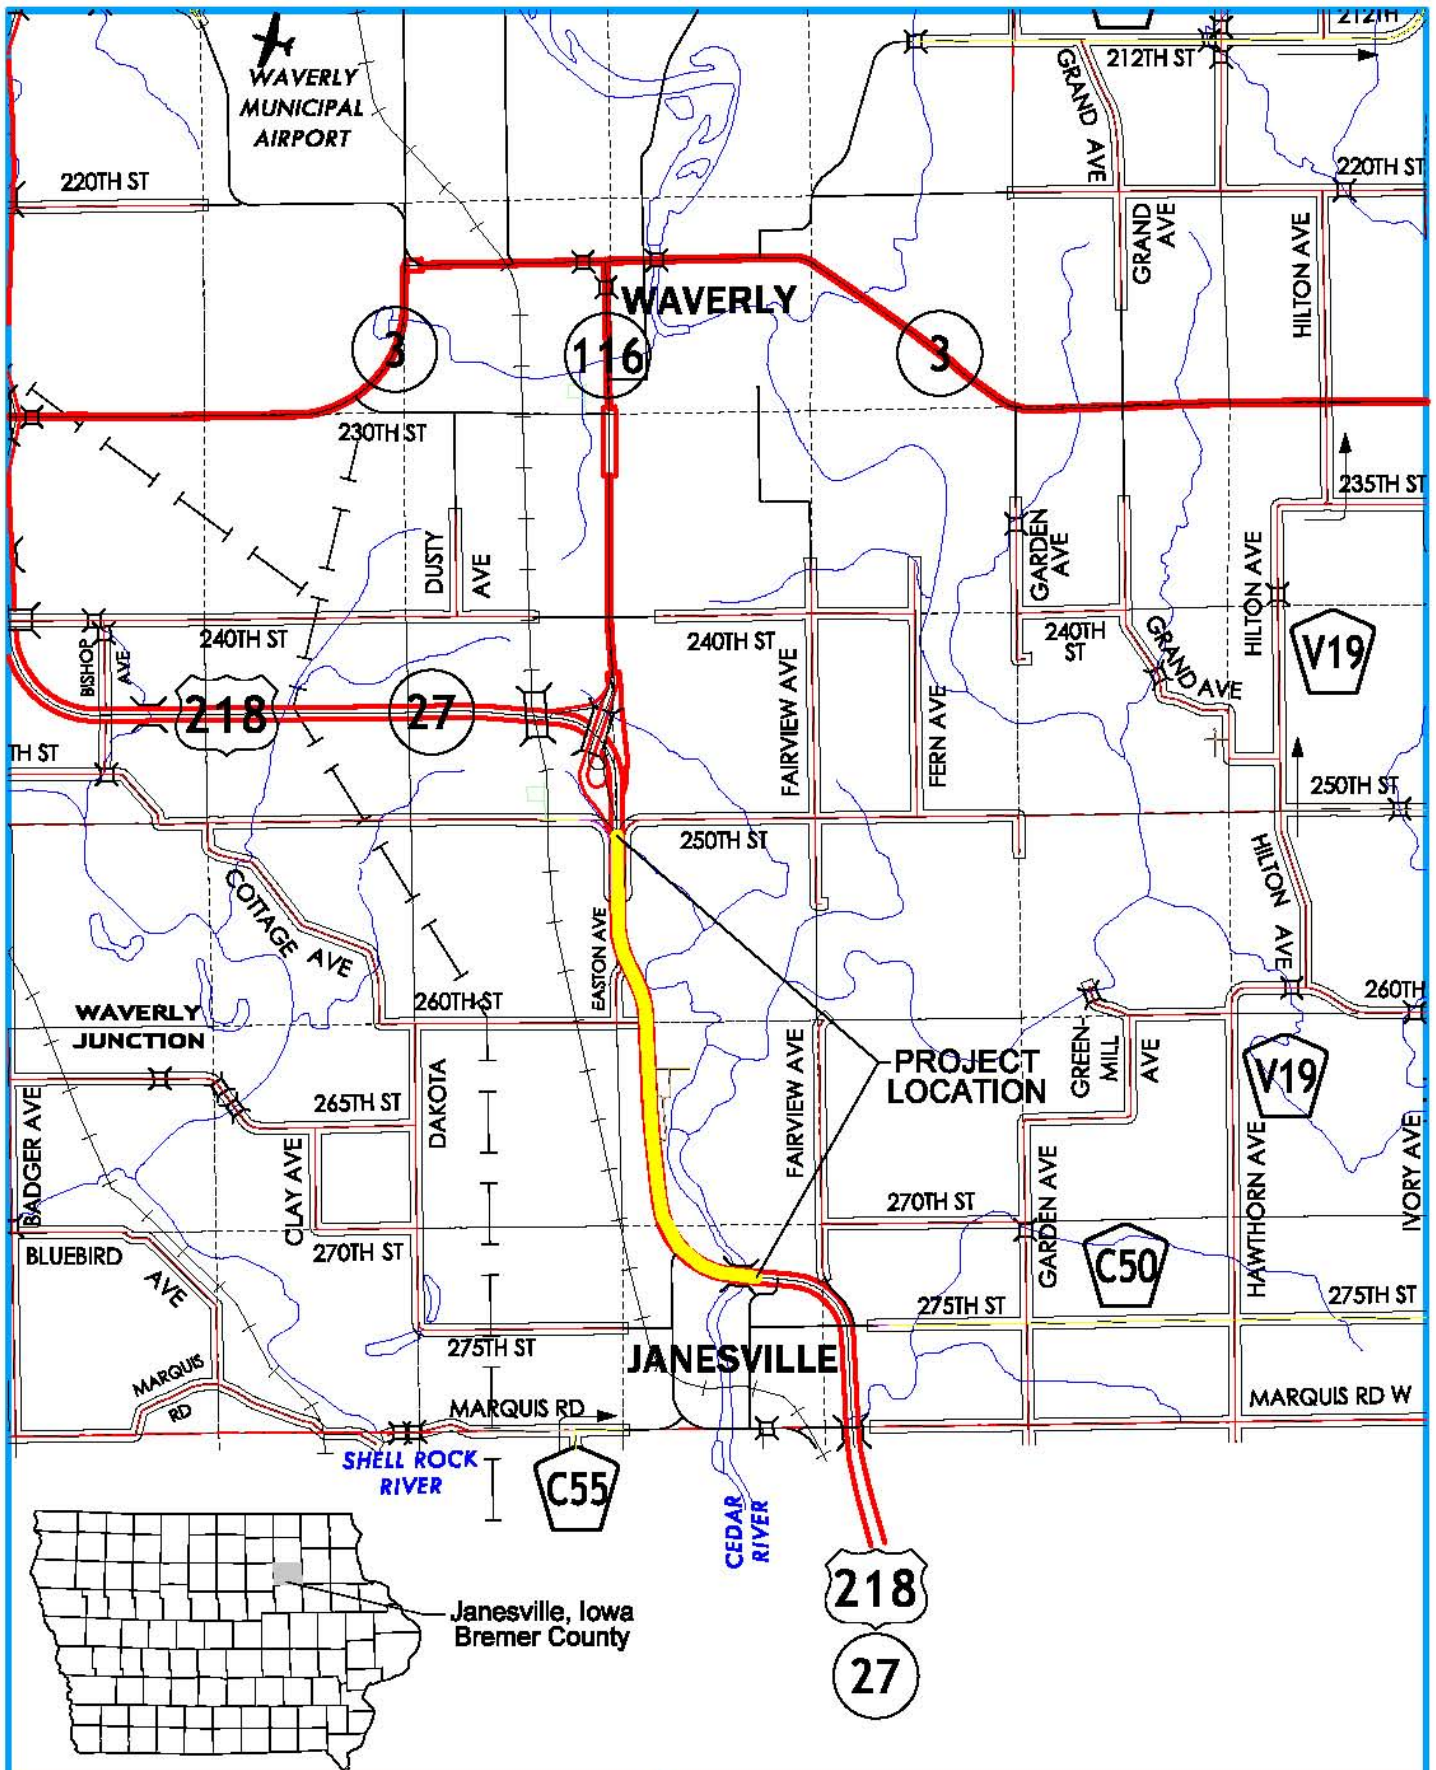 212TH
212TH ST
WAVERLY
MUNICIPAL
AIRPORT
GRAND AVE
220TH ST
220TH ST
GRAND
AVE
HILTON AVE
WAVERLY
3
116
3
230TH ST
235TH ST
DUSTY
AVE
GARDEN
AVE
HILTON AVE
240TH ST
240TH ST
240TH
ST
GRAND AVE
V19
BISHOP
AVE
218
27
FAIRVIEW AVE
FERN AVE
TH ST
250TH ST
250TH ST
COTTAGE AVE
EASTON AVE
HILTON AVE
260TH ST
260TH
WAVERLY
JUNCTION
PROJECT
LOCATION
FAIRVIEW AVE
GREEN-
MILL
AVE
V19
265TH ST
DAKOTA
BADGER AVE
CLAY AVE
270TH ST
270TH ST
GARDEN AVE
HAWTHORN AVE
IVORY AVE
BLUEBIRD
AVE
C50
275TH ST
275TH ST
275TH ST
JANESVILLE
MARQUIS
RD
MARQUIS RD
MARQUIS RD W
SHELL ROCK
RIVER
C55
CEDAR
RIVER
218
27
Janesville, Iowa
Bremer County